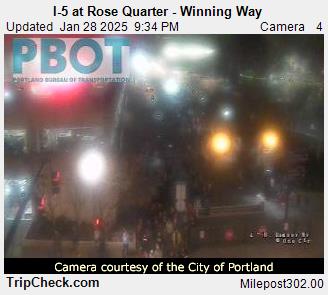 I-5 at Rose Quarter - Winning Way
Updated Jan 28 2025 9:34 PM Camera 4
PBOT
PORTLAND BUREAU OF TRANSPORTATION
Camera courtesy of the City of Portland
TripCheck.com Milepost302.00